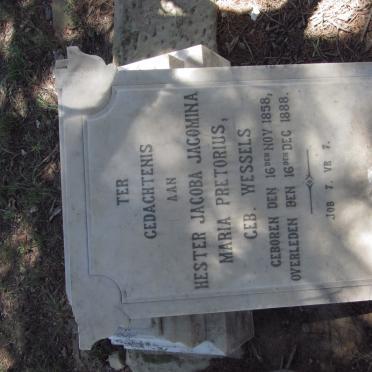 TER
GEDACHTENIS
AAN
HESTER JACOBA JACOMINA
MARIA PRETORIUS,
GEB. WESSELS
GEBOREN DEN 16DEN NOV 1858,
OVERLEDEN DEN 16DEN DEC 1888.
JOB 7. VR 7.